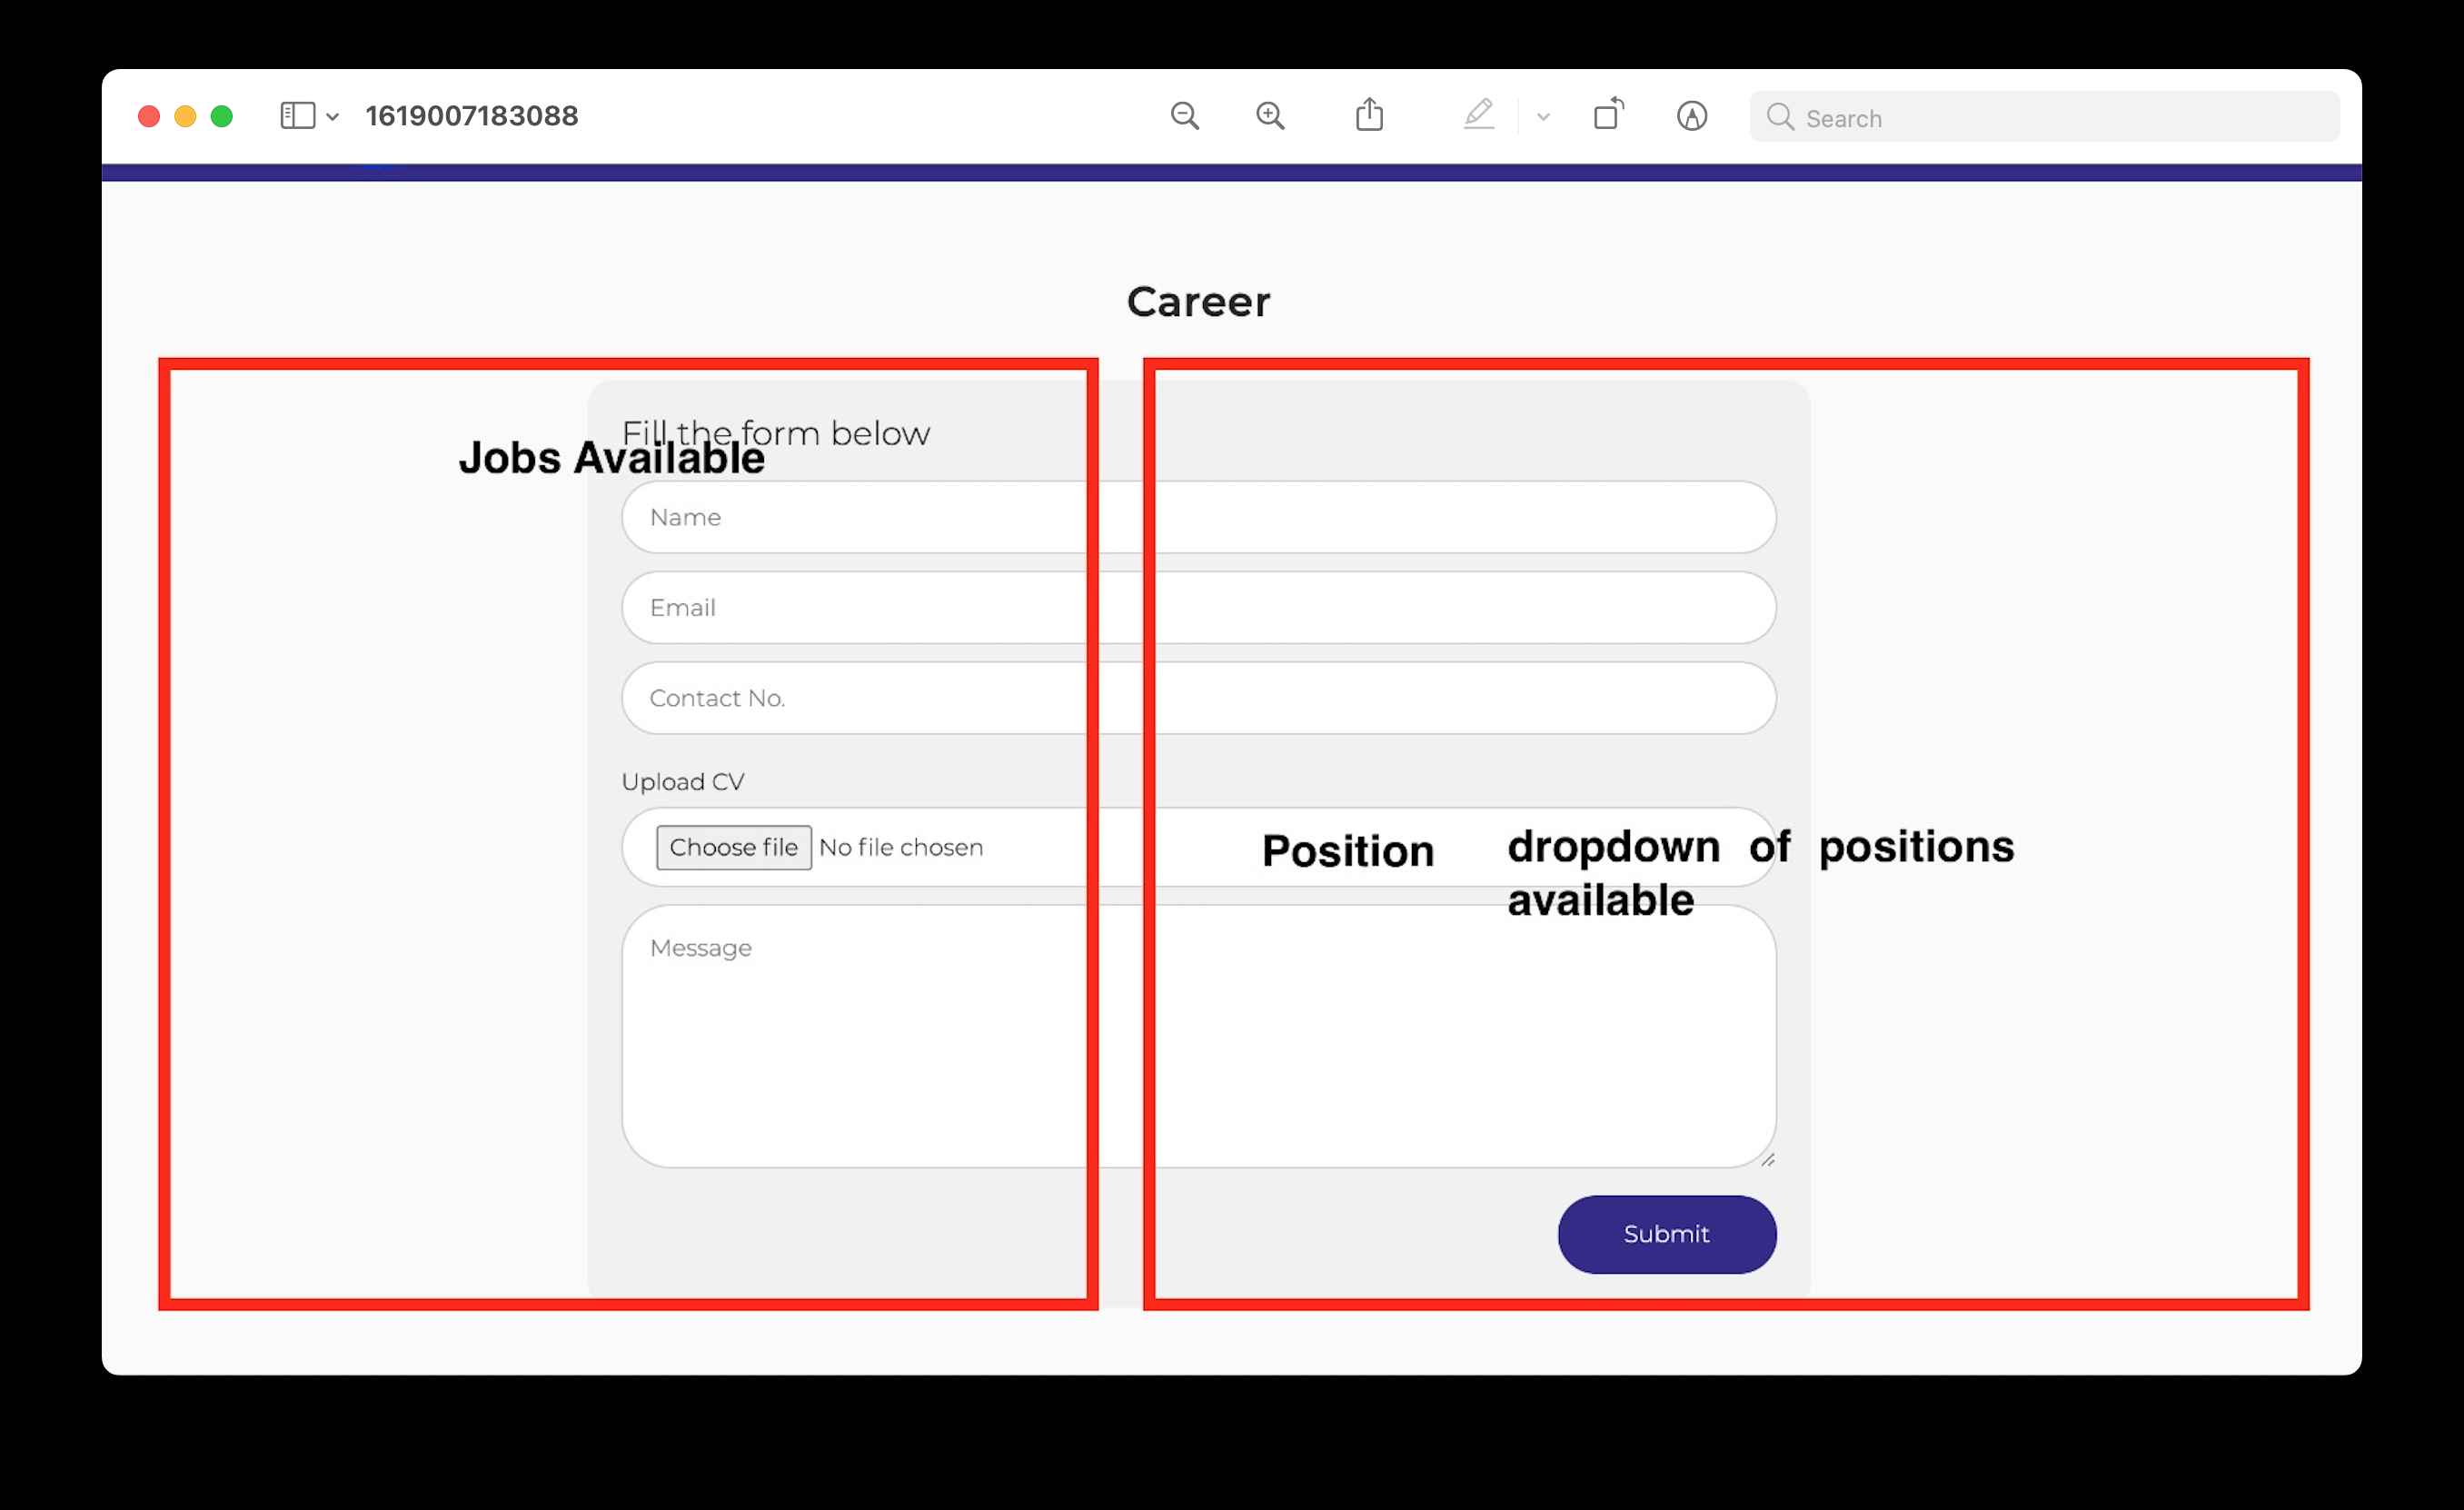 1619007183088
Search
Career
Fill the form below
Jobs Available
Name
Email
Contact No.
Upload CV
Choose file No file chosen
Position dropdown of positions
available
Message
Submit